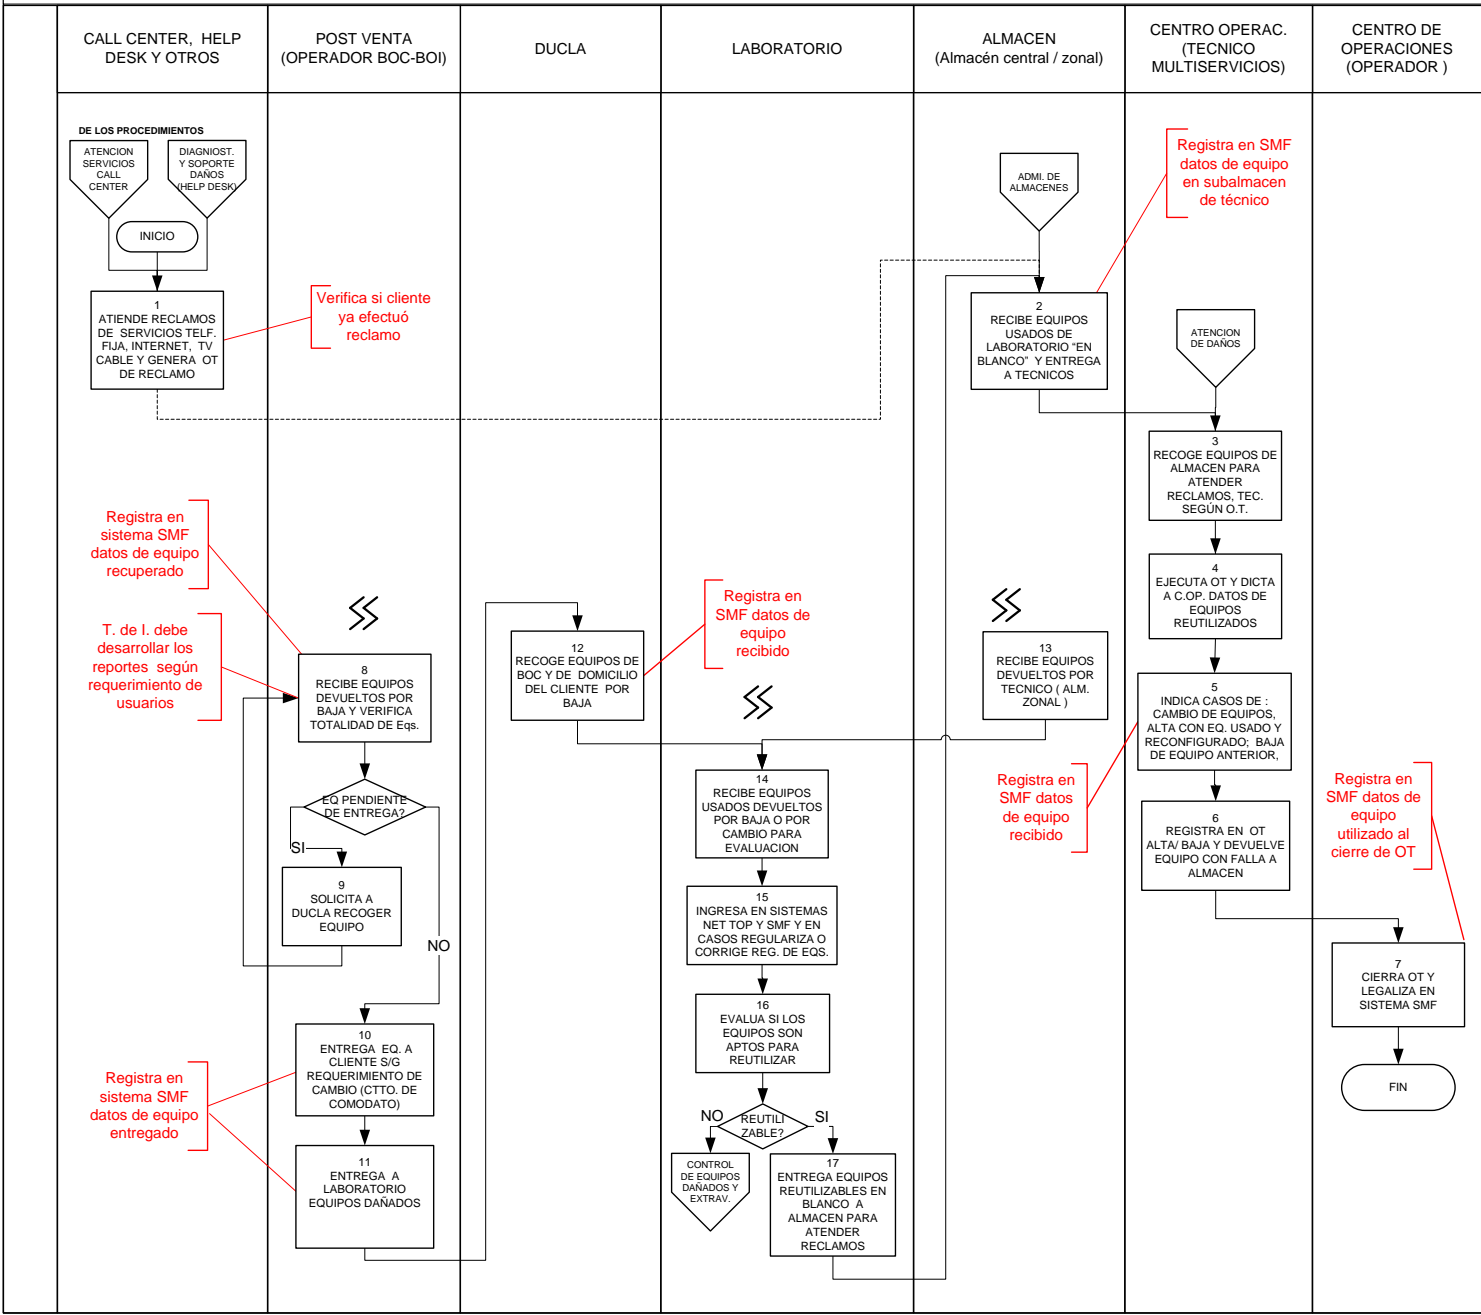 CALL CENTER, HELP
DESK Y OTROS
POST VENTA
(OPERADOR BOC-BOI)
DUCLA
LABORATORIO
ALMACEN
(Almacén central / zonal)
CENTRO OPERAC.
(TECNICO
MULTISERVICIOS)
CENTRO DE
OPERACIONES
(OPERADOR )
DE LOS PROCEDIMIENTOS
ATENCION
SERVICIOS
CALL
CENTER
DIAGNIOST.
Y SOPORTE
DAÑOS
(HELP DESK)
INICIO
1
ATIENDE RECLAMOS
DE SERVICIOS TELF.
FIJA, INTERNET, TV
CABLE Y GENERA OT
DE RECLAMO
Verifica si cliente
ya efectuó
reclamo
ADMI. DE
ALMACENES
Registra en SMF
datos de equipo
en subalmacen
de técnico
2
RECIBE EQUIPOS
USADOS DE
LABORATORIO “EN
BLANCO” Y ENTREGA
A TECNICOS
ATENCION
DE DAÑOS
3
RECOGE EQUIPOS DE
ALMACEN PARA
ATENDER
RECLAMOS, TEC.
SEGÚN O.T.
4
EJECUTA OT Y DICTA
A C.OP. DATOS DE
EQUIPOS
REUTILIZADOS
5
INDICA CASOS DE :
CAMBIO DE EQUIPOS,
ALTA CON EQ. USADO Y
RECONFIGURADO; BAJA
DE EQUIPO ANTERIOR,
6
REGISTRA EN OT
ALTA/ BAJA Y DEVUELVE
EQUIPO CON FALLA A
ALMACEN
Registra en
SMF datos
de equipo
recibido
Registra en
SMF datos de
equipo
utilizado al
cierre de OT
7
CIERRA OT Y
LEGALIZA EN
SISTEMA SMF
FIN
Registra en
sistema SMF
datos de equipo
recuperado
T. de I. debe
desarrollar los
reportes según
requerimiento de
usuarios
8
RECIBE EQUIPOS
DEVUELTOS POR
BAJA Y VERIFICA
TOTALIDAD DE Eqs.
EQ PENDIENTE
DE ENTREGA?
SI
NO
9
SOLICITA A
DUCLA RECOGER
EQUIPO
10
ENTREGA EQ. A
CLIENTE S/G
REQUERIMIENTO DE
CAMBIO (CTTO. DE
COMODATO)
Registra en
sistema SMF
datos de equipo
entregado
11
ENTREGA A
LABORATORIO
EQUIPOS DAÑADOS
12
RECOGE EQUIPOS DE
BOC Y DE DOMICILIO
DEL CLIENTE POR
BAJA
Registra en
SMF datos de
equipo
recibido
13
RECIBE EQUIPOS
DEVUELTOS POR
TECNICO ( ALM.
ZONAL )
14
RECIBE EQUIPOS
USADOS DEVUELTOS
POR BAJA O POR
CAMBIO PARA
EVALUACION
15
INGRESA EN SISTEMAS
NET TOP Y SMF Y EN
CASOS REGULARIZA O
CORRIGE REG. DE EQS.
16
EVALUA SI LOS
EQUIPOS SON
APTOS PARA
REUTILIZAR
REUTILI
ZABLE?
NO
SI
CONTROL
DE EQUIPOS
DAÑADOS Y
EXTRAV.
17
ENTREGA EQUIPOS
REUTILIZABLES EN
BLANCO A
ALMACEN PARA
ATENDER
RECLAMOS